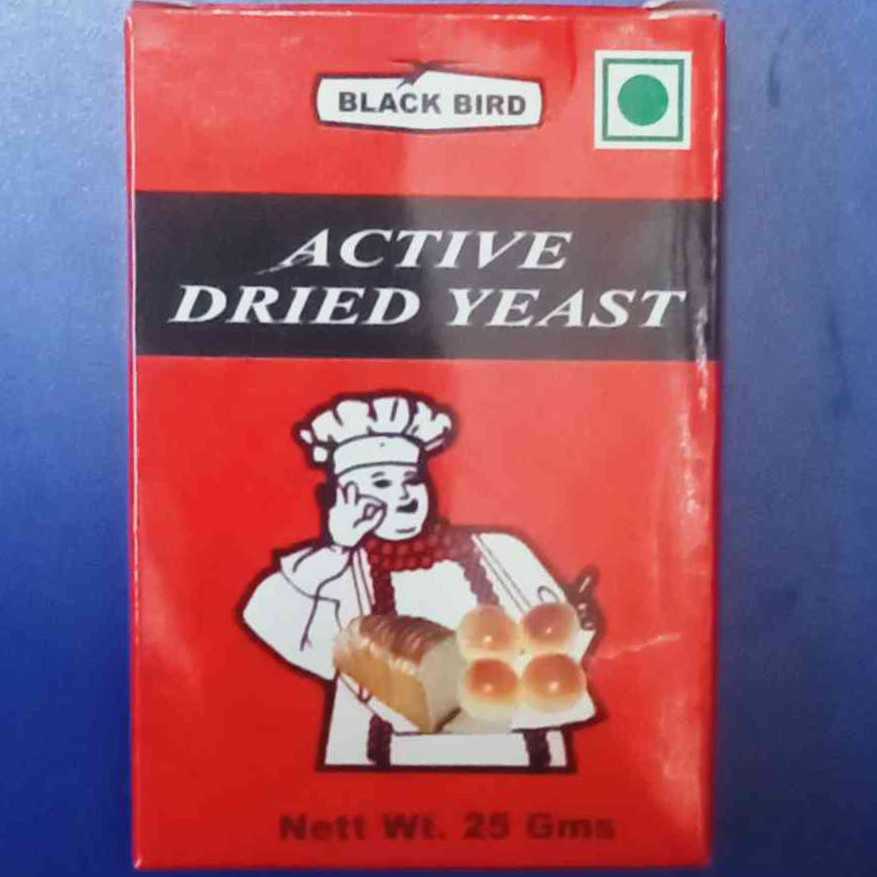 BLACK BIRD
ACTIVE
DRIED YEAST
Nett Wt. 25 Gms